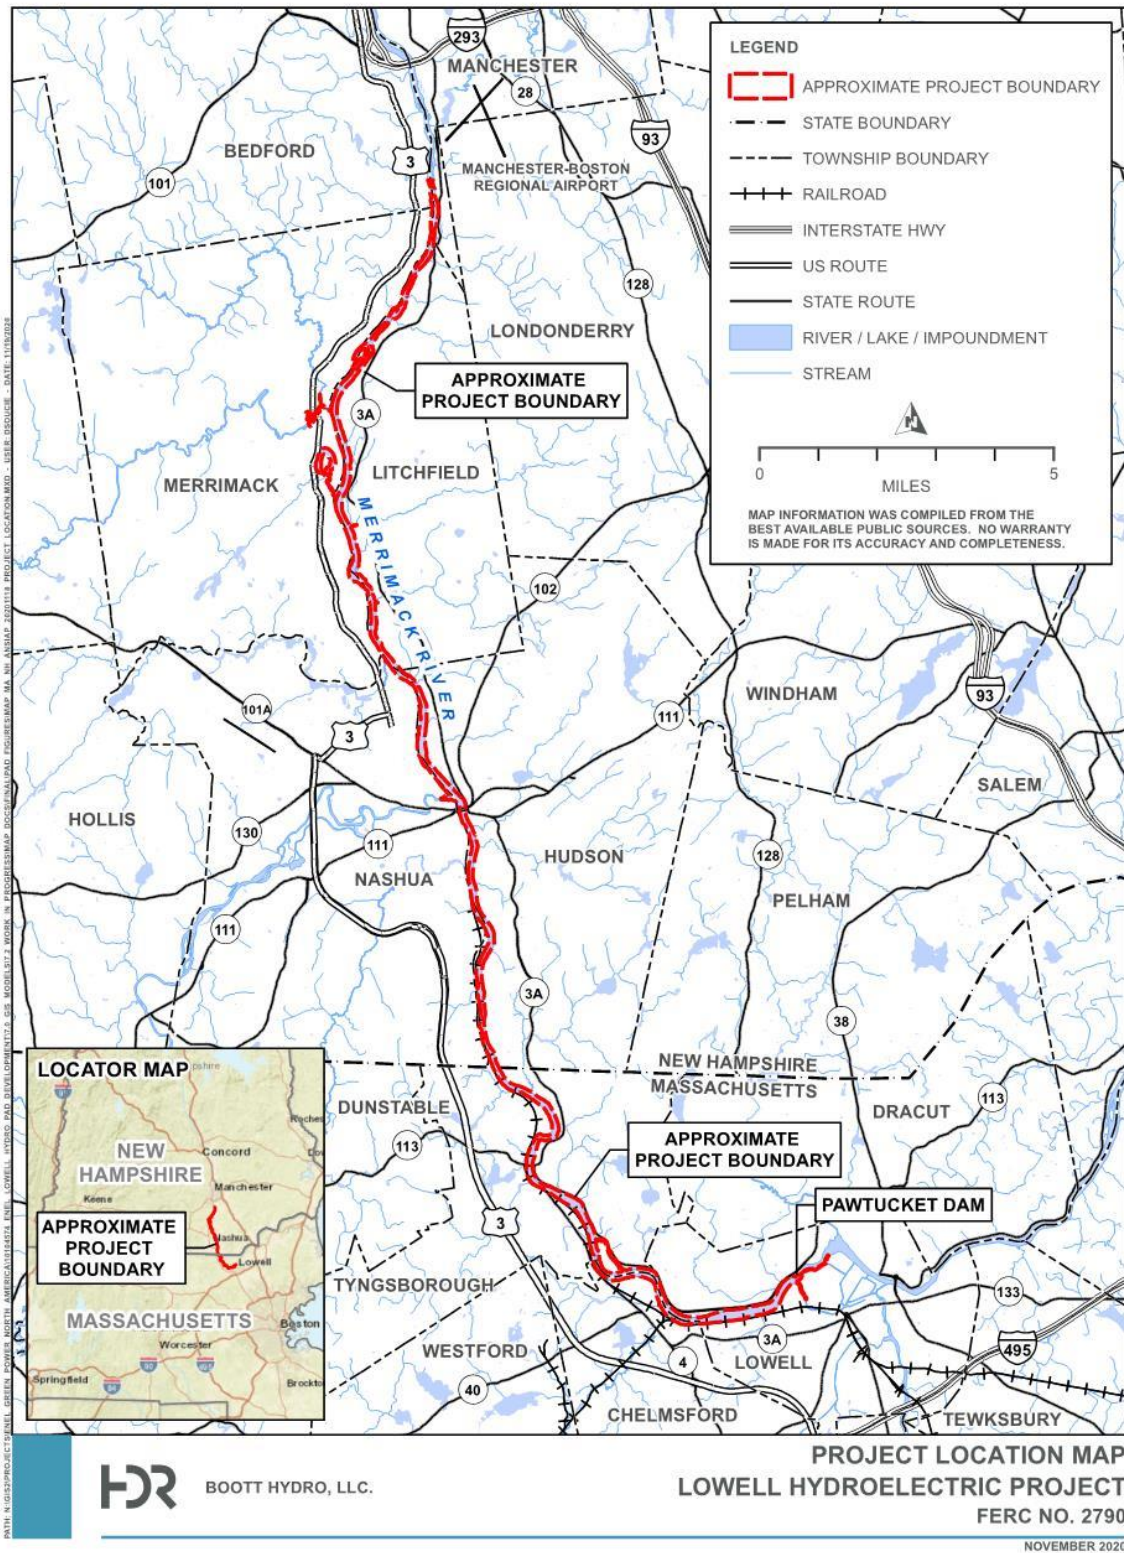 293
MANCHESTER
28
BEDFORD
3
93
101
MANCHESTER-BOSTON
REGIONAL AIRPORT
128
LONDONDERRY
APPROXIMATE
PROJECT BOUNDARY
3A
MERRIMACK
LITCHFIELD
MERRIMACK RIVER
102
LEGEND
APPROXIMATE PROJECT BOUNDARY
STATE BOUNDARY
TOWNSHIP BOUNDARY
RAILROAD
INTERSTATE HWY
US ROUTE
STATE ROUTE
RIVER / LAKE / IMPOUNDMENT
STREAM
0
5
MILES
MAP INFORMATION WAS COMPILED FROM THE
BEST AVAILABLE PUBLIC SOURCES. NO WARRANTY
IS MADE FOR ITS ACCURACY AND COMPLETENESS.
WINDHAM
93
101A
3
111
SALEM
HOLLIS
130
111
HUDSON
128
NASHUA
PELHAM
111
3A
38
NEW HAMPSHIRE
MASSACHUSETTS
DUNSTABLE
DRACUT
113
113
APPROXIMATE
PROJECT BOUNDARY
PAWTUCKET DAM
3
TYNGSBOROUGH
133
WESTFORD
3A
495
4
LOWELL
40
CHELMSFORD
TEWKSBURY
LOCATOR MAP
NEW
HAMPSHIRE
Concord
Keene
Manchester
APPROXIMATE
PROJECT
BOUNDARY
Nashua
Lowell
MASSACHUSETTS
Boston
Worcester
Springfield
Brockto
HDR
BOOTT HYDRO, LLC.
PROJECT LOCATION MAP
LOWELL HYDROELECTRIC PROJECT
FERC NO. 2790
NOVEMBER 2020